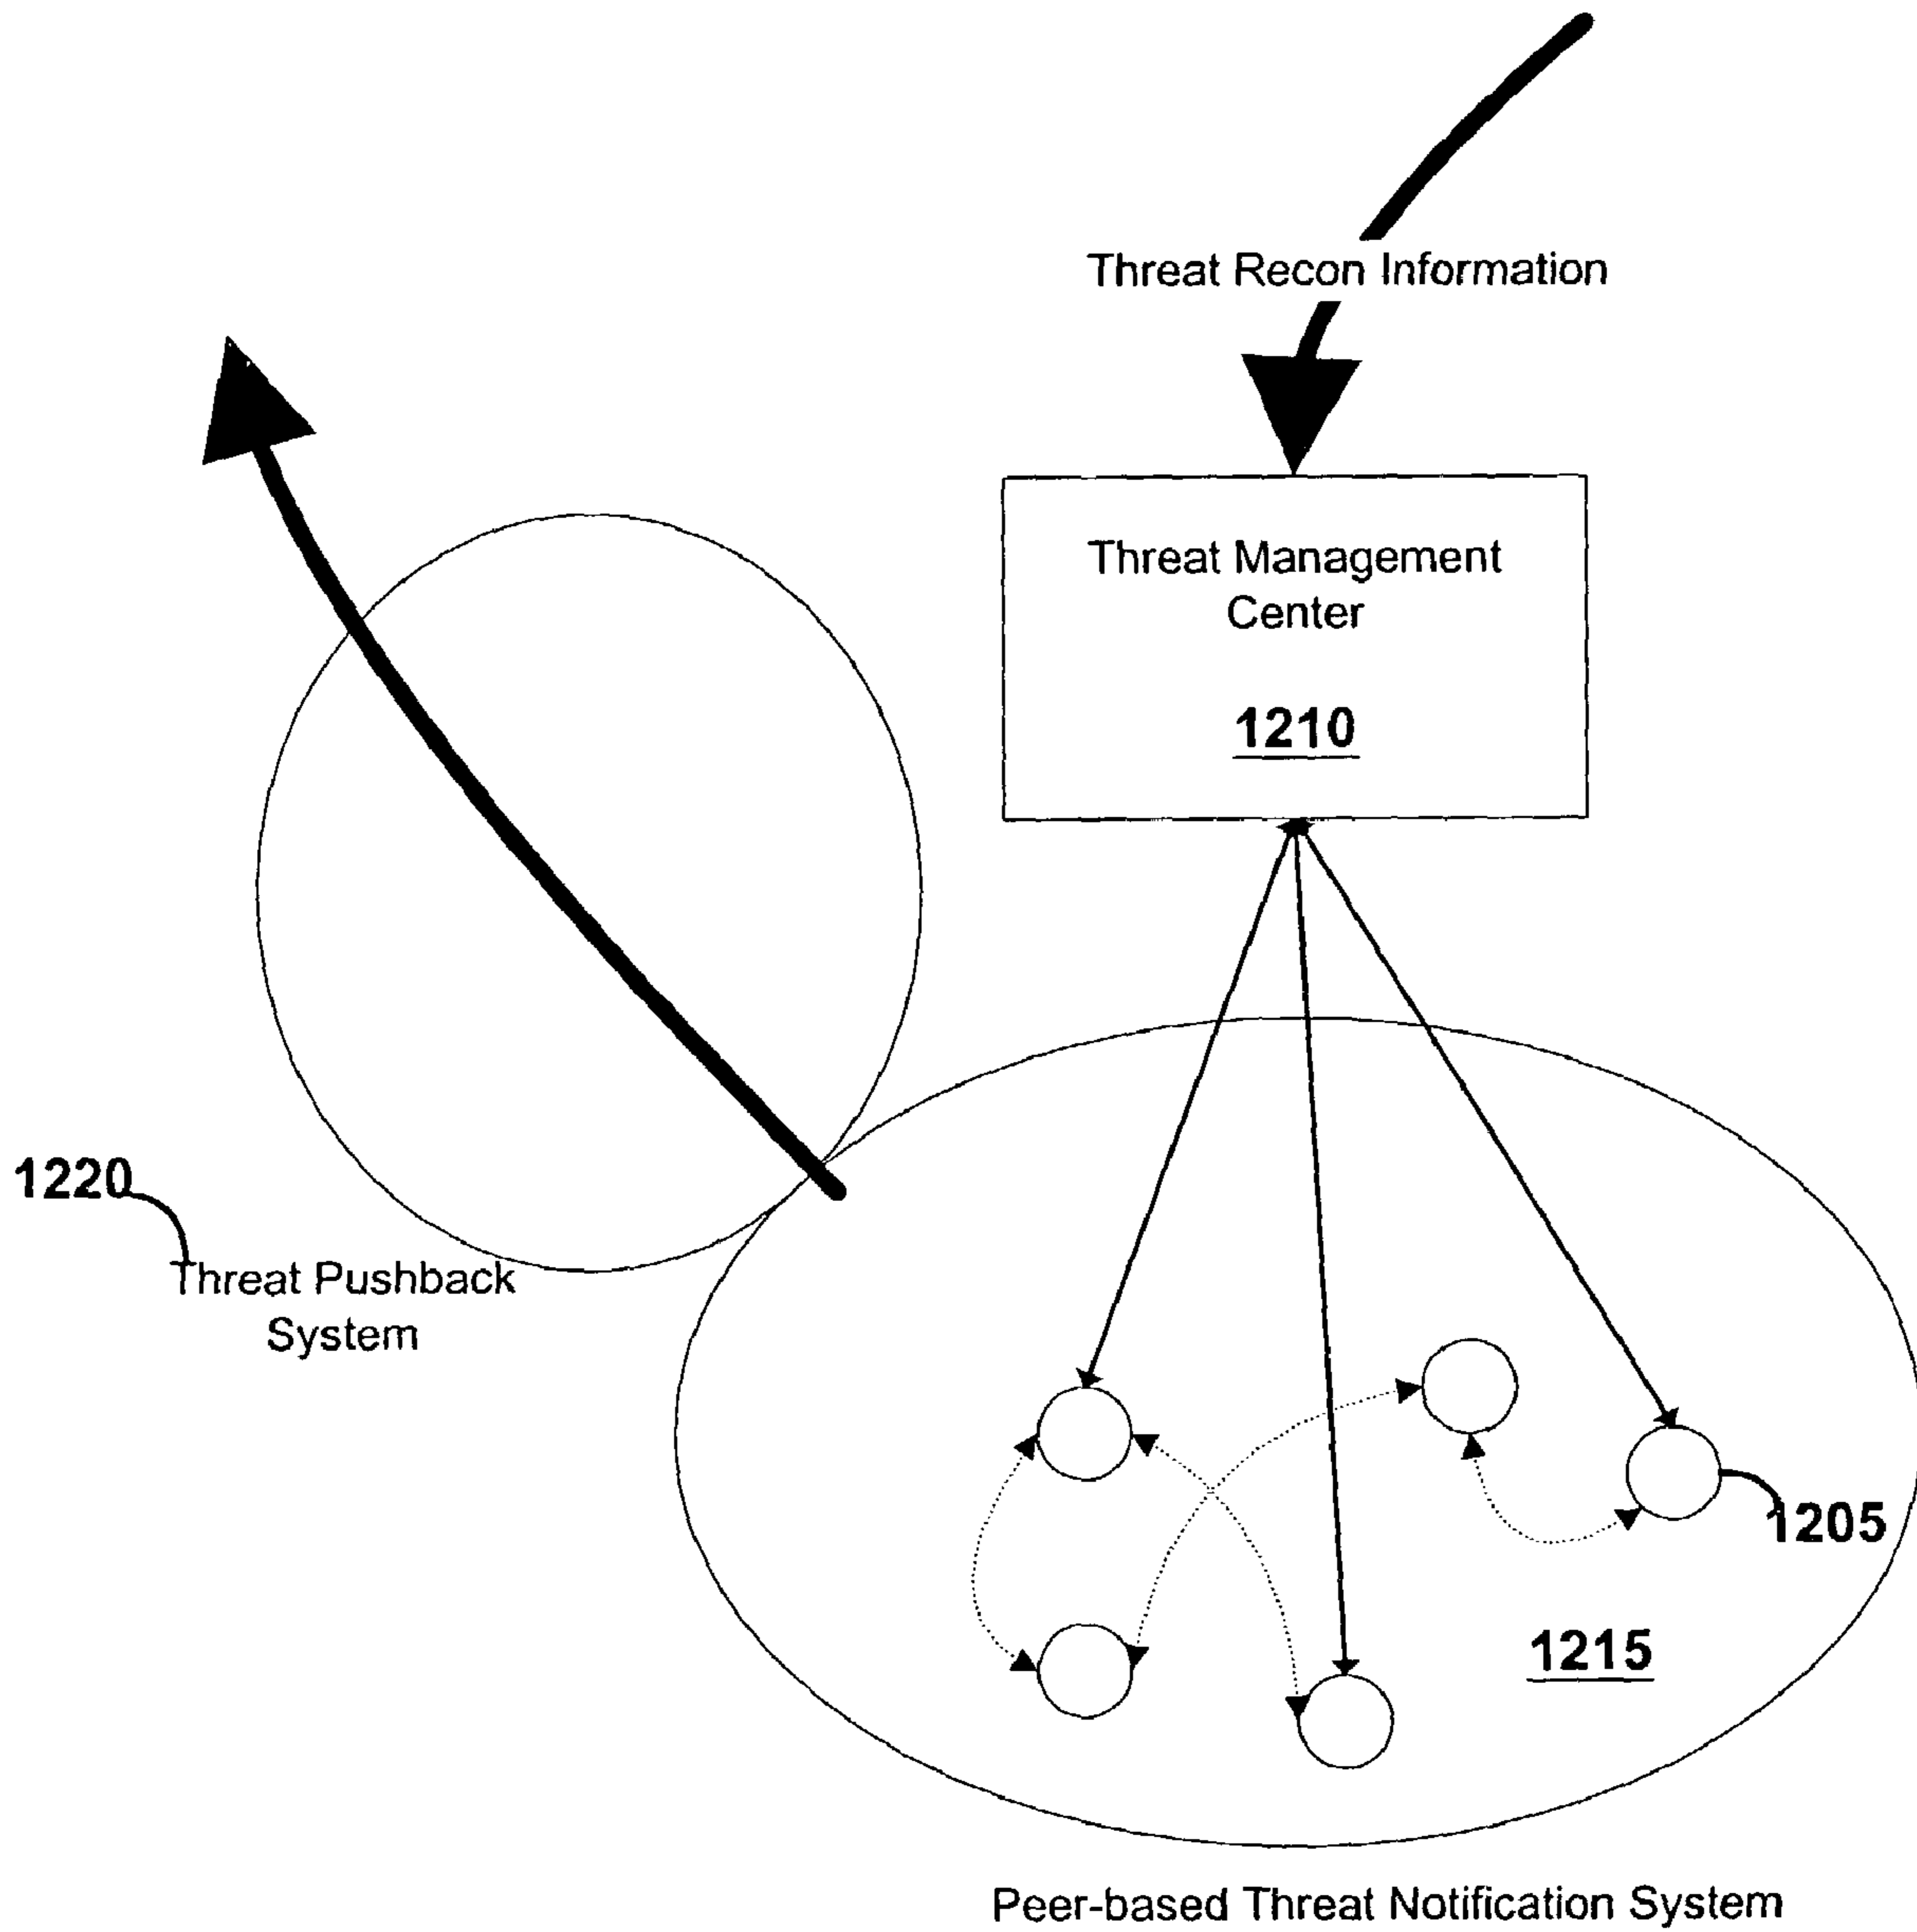 Threat Recon Information
Threat Management
Center
1210
1220
Threat Pushback
System
1205
1215
Peer-based Threat Notification System